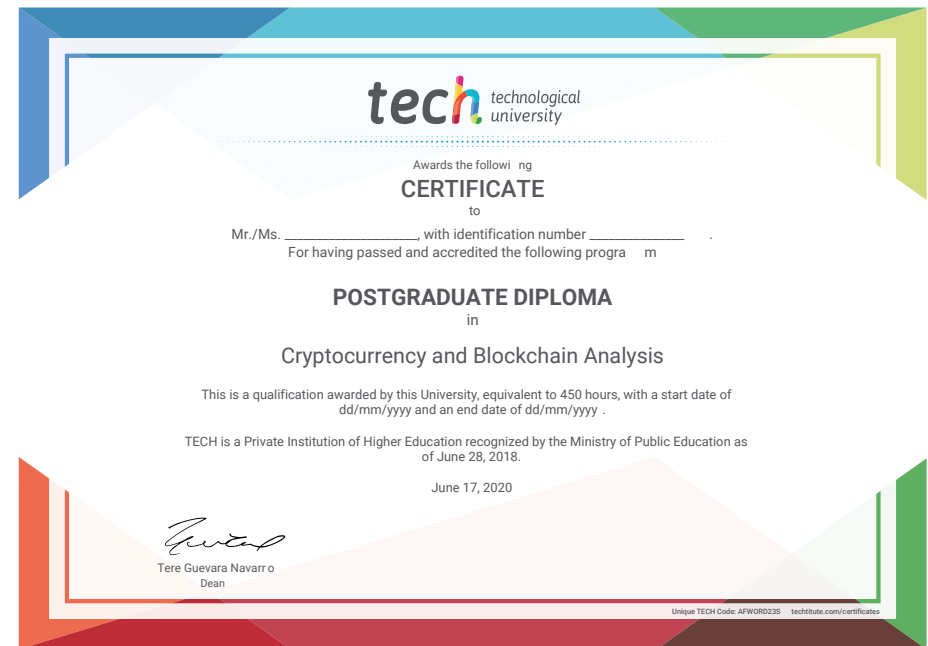 tech technological
university
Awards the followi ng
CERTIFICATE
to
Mr./Ms. ____________________, with identification number ______________ .
For having passed and accredited the following progra m
POSTGRADUATE DIPLOMA
in
Cryptocurrency and Blockchain Analysis
This is a qualification awarded by this University, equivalent to 450 hours, with a start date of
dd/mm/yyyy and an end date of dd/mm/yyyy .
TECH is a Private Institution of Higher Education recognized by the Ministry of Public Education as
of June 28, 2018.
June 17, 2020
Tere Guevara Navarr o
Dean
Unique TECH Code: AFWORD23S techtitute.com/certificates